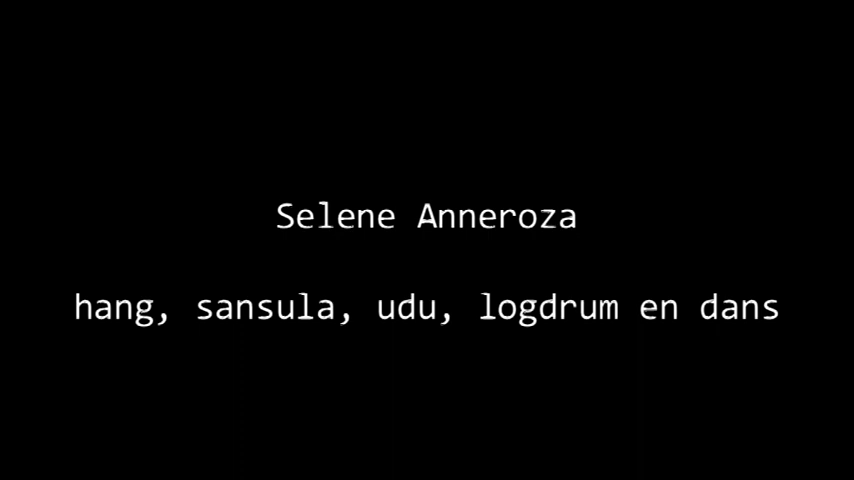 Selene Anneroza
hang, sansula, udu, logdrum en dans